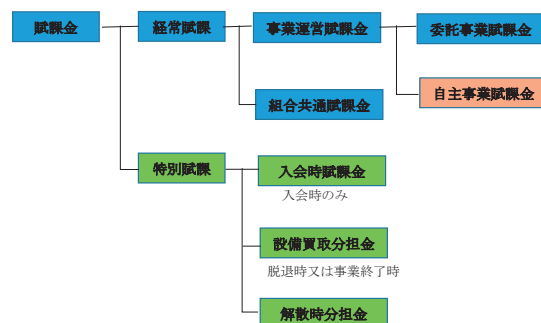 賦課金
経常賦課
事業運営賦課金
委託事業賦課金
自主事業賦課金
組合共通賦課金
特別賦課
入会時賦課金
入会時のみ
設備買取分担金
脱退時又は事業終了時
解散時分担金